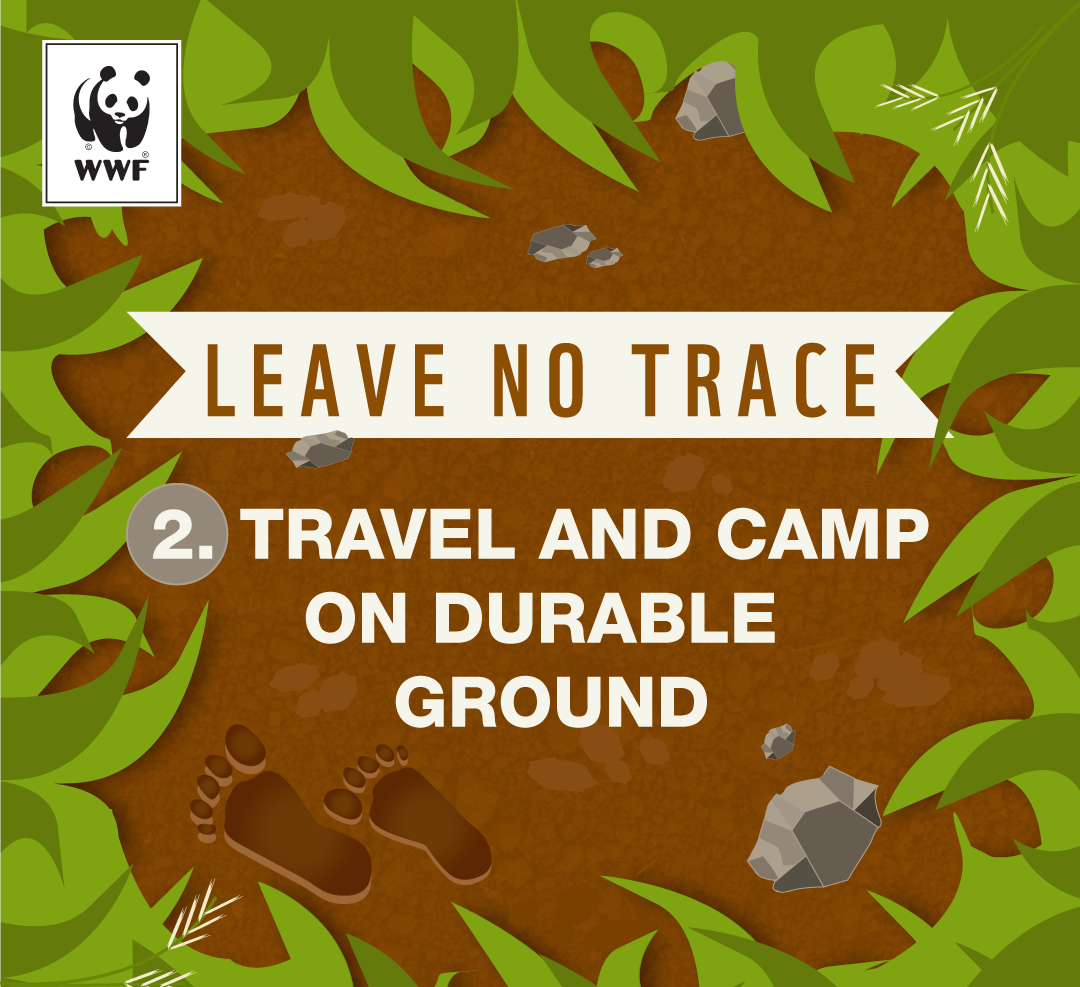 WWF
LEAVE NO TRACE
2. TRAVEL AND CAMP
ON DURABLE
GROUND